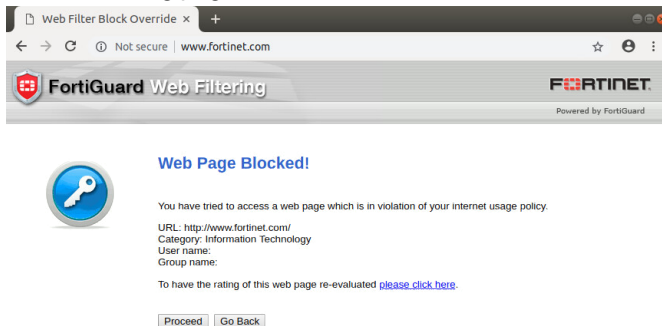 Web Filter Block Override
Not secure | www.fortinet.com
FortiGuard Web Filtering
FORTINET
Powered by FortiGuard
Web Page Blocked!
You have tried to access a web page which is in violation of your internet usage policy.
URL: http://www.fortinet.com/
Category: Information Technology
User name:
Group name:
To have the rating of this web page re-evaluated please click here.
Proceed Go Back